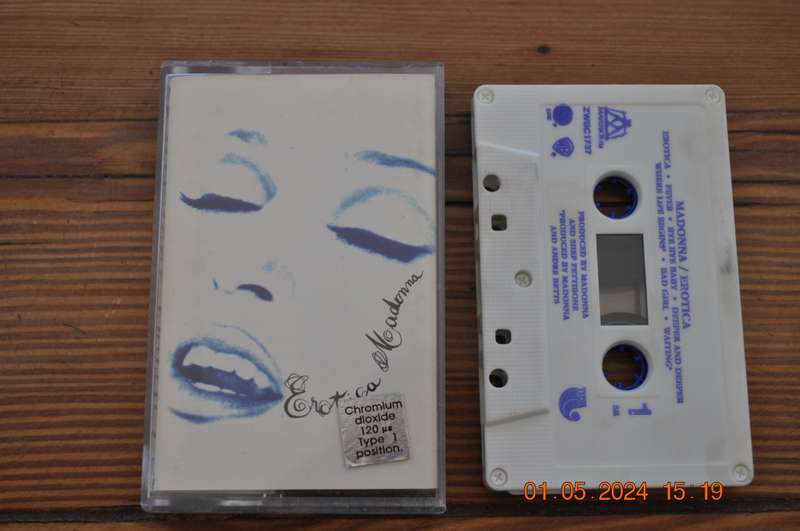 Erotica Madonna
Chromium
dioxide
120 µs
Type 1
position.
MADONNA / EROTICA
EROTICA • FEVER • BYE BYE BABY • DEEPER AND DEEPER
WHERE LIFE BEGINS* • BAD GIRL • WAITING*
PRODUCED BY MADONNA
AND SHEP PETTIBONE
*PRODUCED BY MADONNA
AND ANDRE BETTS
ZWBC1737
1
01.05.2024 15:19